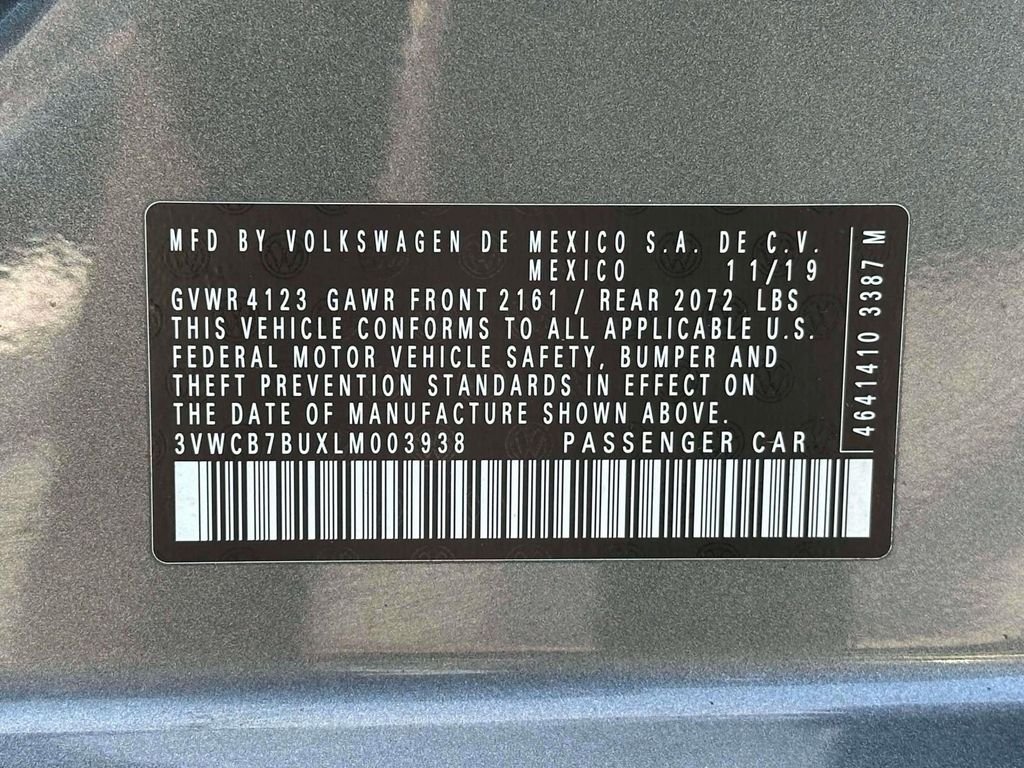 MFD BY VOLKSWAGEN DE MEXICO S.A. DE C.V.
MEXICO 11/19
GVWR 4123 GAWR FRONT 2161 / REAR 2072 LBS
THIS VEHICLE CONFORMS TO ALL APPLICABLE U.S.
FEDERAL MOTOR VEHICLE SAFETY, BUMPER AND
THEFT PREVENTION STANDARDS IN EFFECT ON
THE DATE OF MANUFACTURE SHOWN ABOVE.
3VWCB7BUXLM003938 PASSENGER CAR
4641410 3387 M